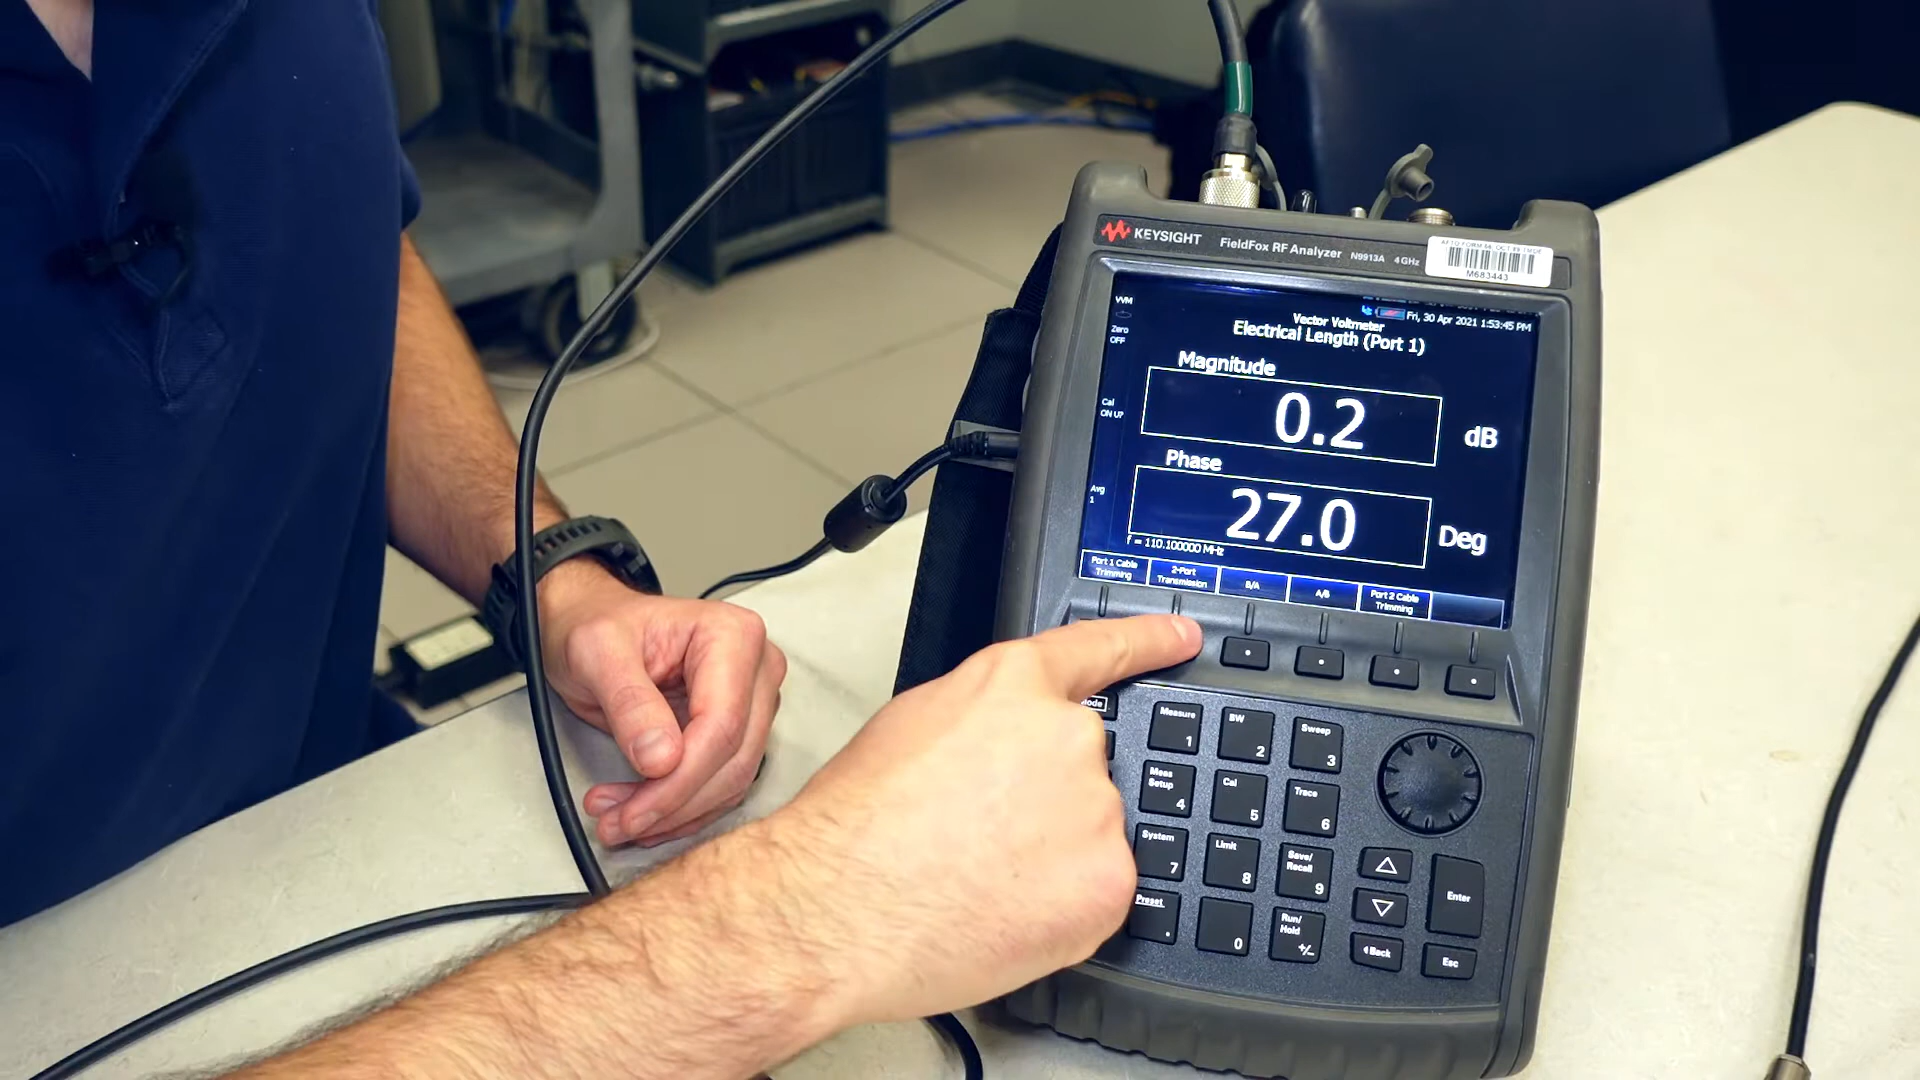 KEYSIGHT FieldFox RF Analyzer N9913A 4 GHz
M683443
VVM
Fri, 30 Apr 2021 1:53:45 PM
Vector Voltmeter
Electrical Length (Port 1)
Zero
OFF
Magnitude
0.2 dB
Cal
ON U?
Phase
27.0 Deg
Avg
1
f = 110.100000 MHz
Port 1 Cable
Trimming
2-Port
Transmission
B/A
A/B
Port 2 Cable
Trimming
Measure
1
BW
2
Sweep
3
Meas
Setup
4
Cal
5
Trace
6
System
7
Limit
8
Save/
Recall
9
Enter
Preset
.
0
Run/
Hold
+/-
Back
Esc